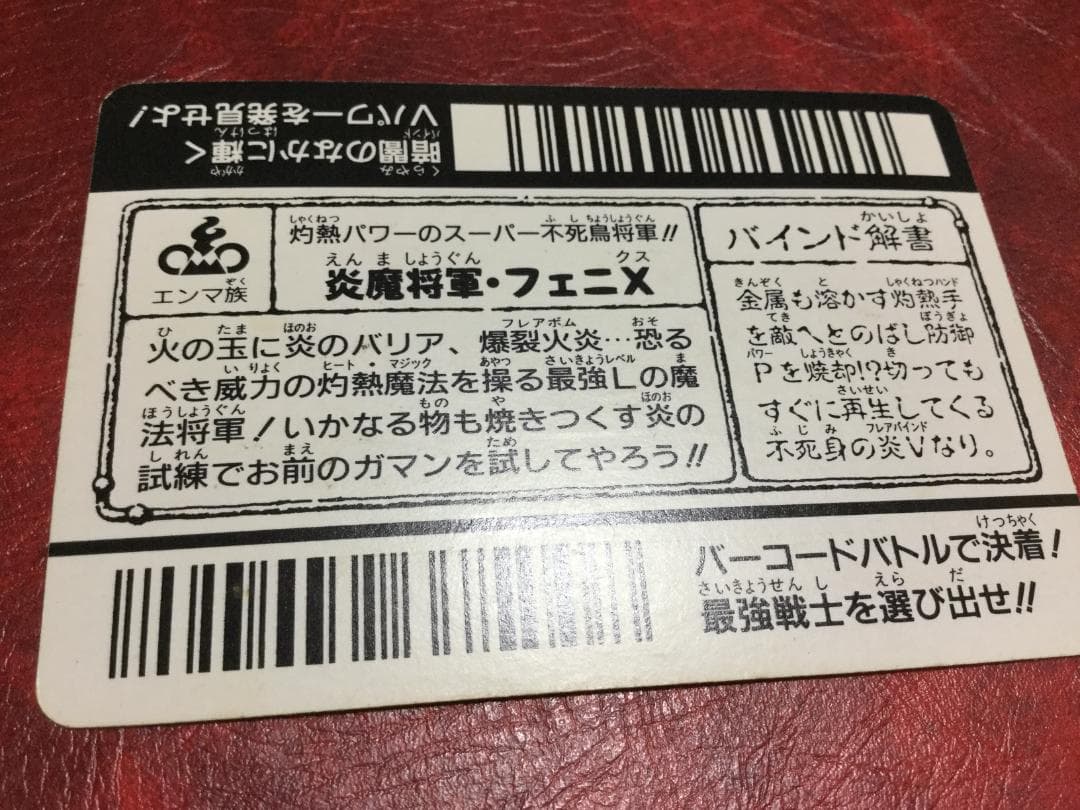 暗闇のなかに輝く
Vパワーを発見せよ!
エンマ族
灼熱パワーのスーパー不死鳥将軍!!
炎魔将軍・フェニX
火の玉に炎のバリア、爆裂火炎…恐る
べき威力の灼熱魔法を操る最強Lの魔
法将軍!いかなる物も焼きつくす炎の
試練でお前のガマンを試してやろう!!
バインド解書
金属も溶かす灼熱手
を敵へとのばし防御
Pを焼却!?切っても
すぐに再生してくる
不死身の炎Vなり。
バーコードバトルで決着!
最強戦士を選び出せ!!